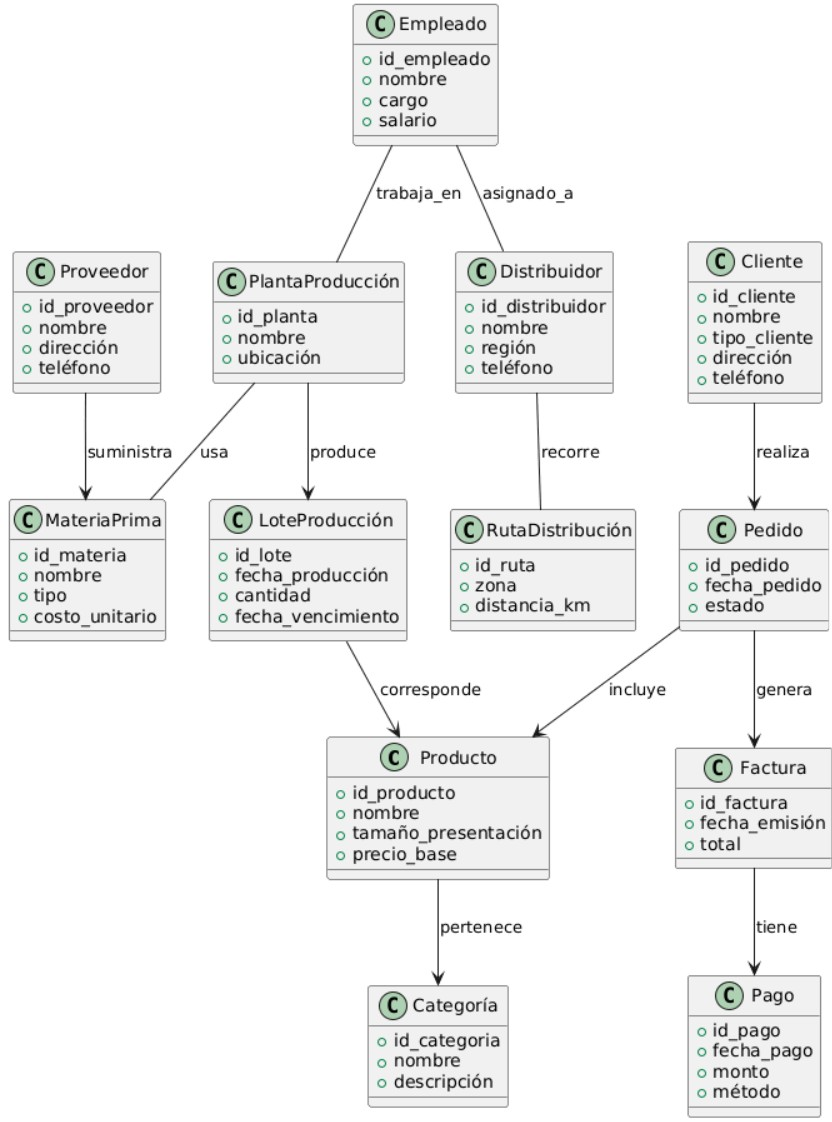 C Empleado
id_empleado
nombre
cargo
salario
trabaja_en
asignado_a
C Proveedor
id_proveedor
nombre
dirección
teléfono
C PlantaProducción
id_planta
nombre
ubicación
C Distribuidor
id_distribuidor
nombre
región
teléfono
C Cliente
id_cliente
nombre
tipo_cliente
dirección
teléfono
suministra
usa
produce
recorre
realiza
C MateriaPrima
id_materia
nombre
tipo
costo_unitario
C LoteProducción
id_lote
fecha_producción
cantidad
fecha_vencimiento
C RutaDistribución
id_ruta
zona
distancia_km
C Pedido
id_pedido
fecha_pedido
estado
corresponde
incluye
genera
C Producto
id_producto
nombre
tamaño_presentación
precio_base
C Factura
id_factura
fecha_emisión
total
pertenece
tiene
C Categoría
id_categoria
nombre
descripción
C Pago
id_pago
fecha_pago
monto
método